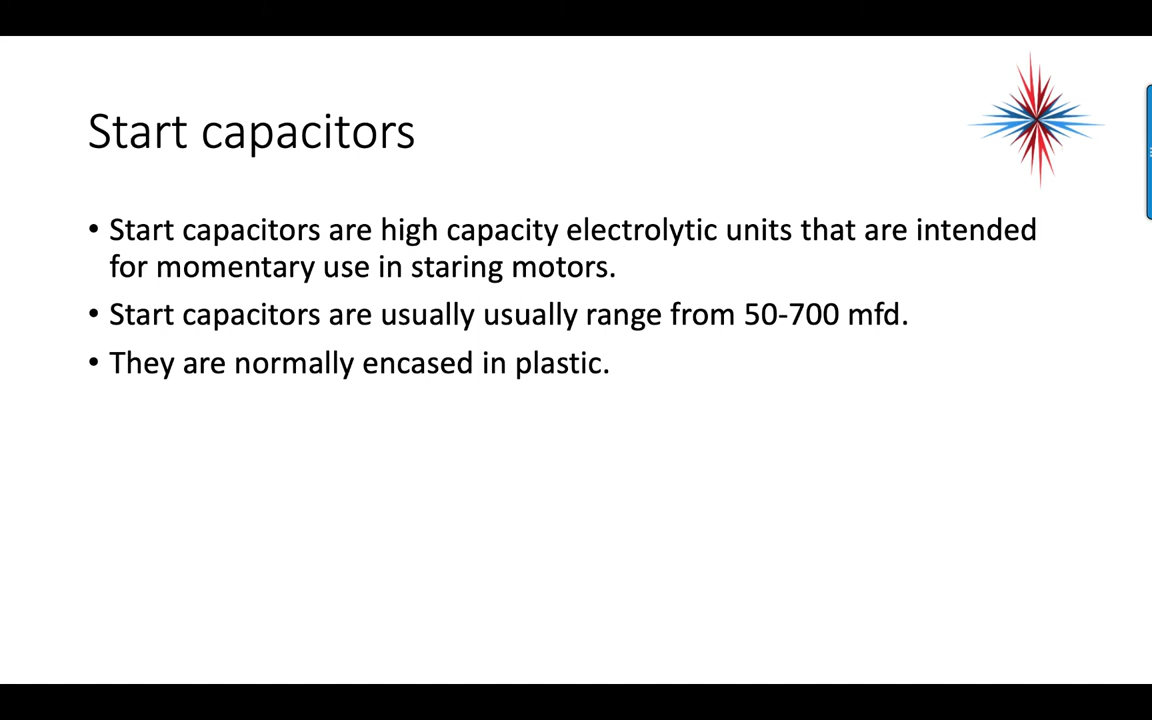 Start capacitors
• Start capacitors are high capacity electrolytic units that are intended
for momentary use in staring motors.
• Start capacitors are usually usually range from 50-700 mfd.
• They are normally encased in plastic.